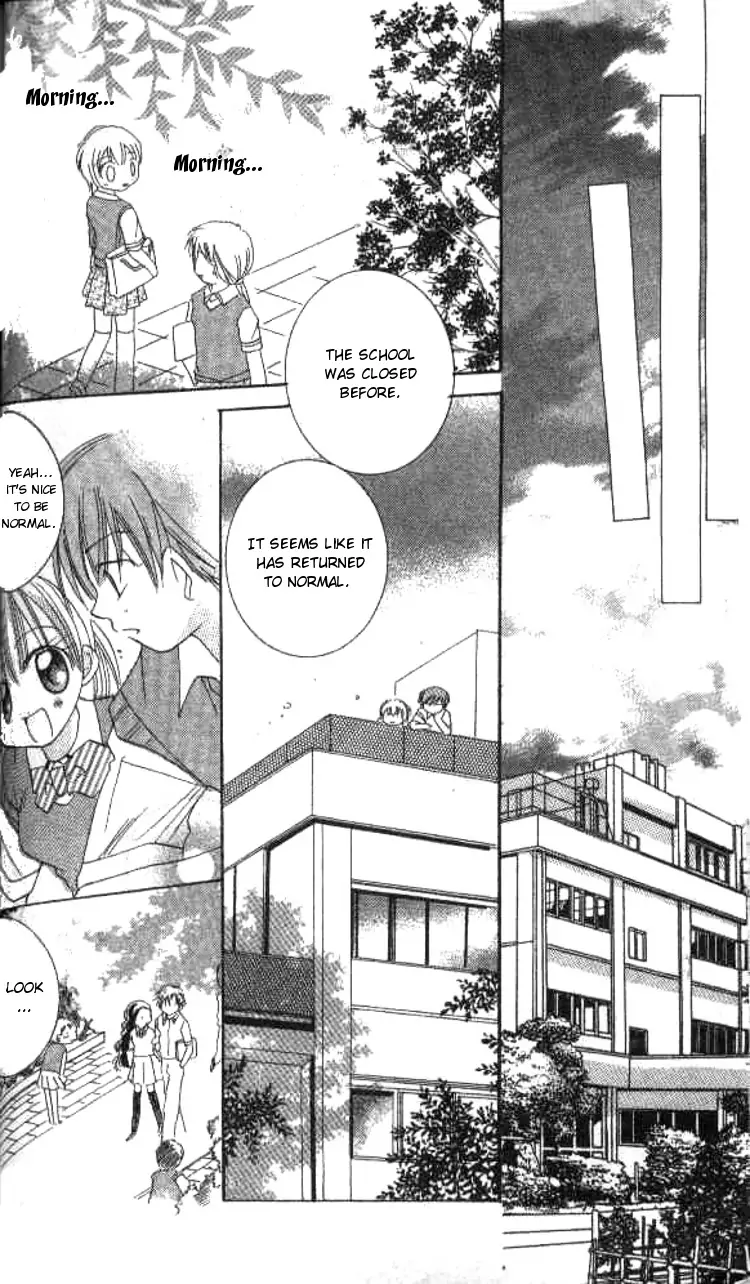 Morning...
Morning...
THE SCHOOL
WAS CLOSED
BEFORE.
IT SEEMS LIKE IT
HAS RETURNED
TO NORMAL.
YEAH...
IT'S NICE
TO BE
NORMAL.
LOOK
...